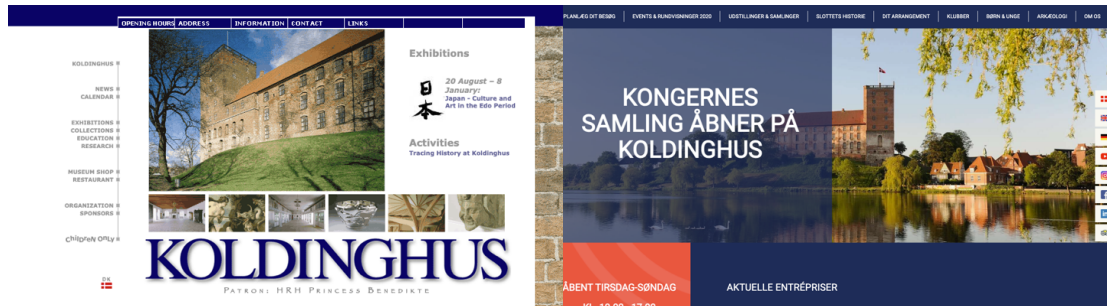 OPENING HOURS ADDRESS INFORMATION CONTACT LINKS
KOLDINGHUS
NEWS
CALENDAR
EXHIBITIONS
COLLECTIONS
EDUCATION
RESEARCH
MUSEUM SHOP
RESTAURANT
ORGANIZATION
SPONSORS
ChildreN ONLy
DK
Exhibitions
日本
20 August – 8
January:
Japan - Culture and
Art in the Edo Period
Activities
Tracing History at Koldinghus
KOLDINGHUS
PATRON: HRH PRINCESS BENEDIKTE
PLANLÆG DIT BESØG EVENTS & RUNDVISNINGER 2020 UDSTILLINGER & SAMLINGER SLOTTETS HISTORIE DIT ARRANGEMENT KLUBBER BØRN & UNGE ARKÆOLOGI OM OS
KONGERNES
SAMLING ÅBNER PÅ
KOLDINGHUS
ÅBENT TIRSDAG-SØNDAG
AKTUELLE ENTRÉPRISER